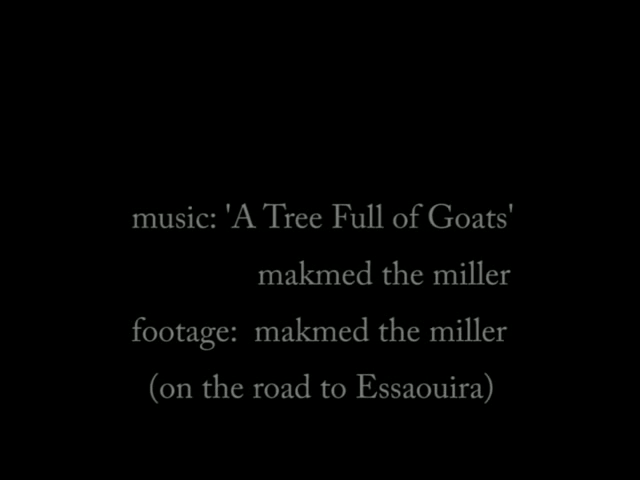 music: 'A Tree Full of Goats'
makmed the miller
footage: makmed the miller
(on the road to Essaouira)